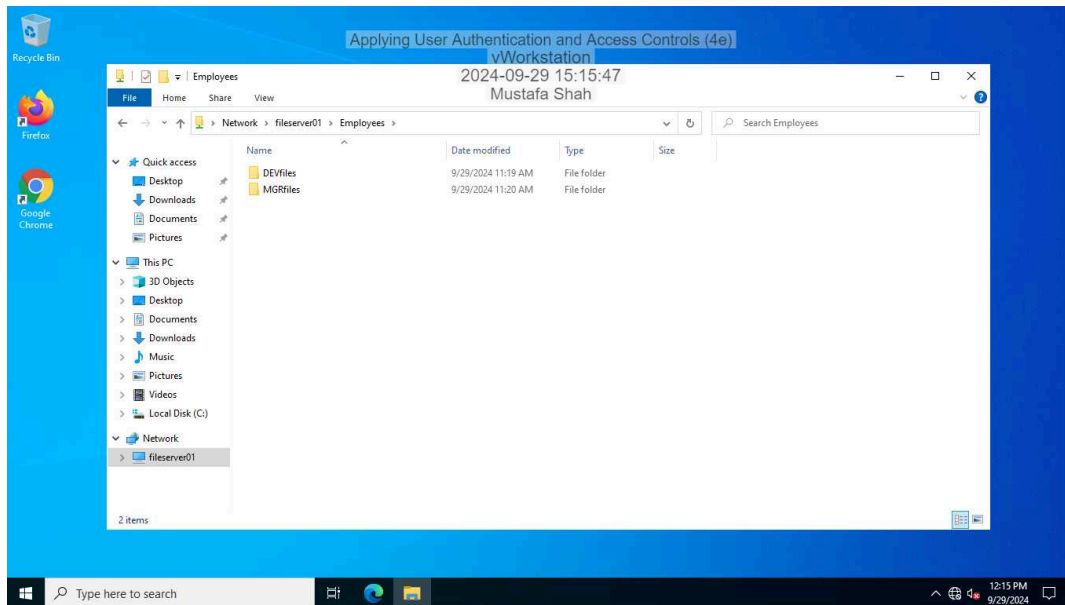 Recycle Bin
Firefox
Google
Chrome
Applying User Authentication and Access Controls (4e)
vWorkstation
2024-09-29 15:15:47
Mustafa Shah
Employees
File Home Share View
Network › fileserver01 › Employees ›
Search Employees
Quick access
Desktop
Downloads
Documents
Pictures
This PC
3D Objects
Desktop
Documents
Downloads
Music
Pictures
Videos
Local Disk (C:)
Network
fileserver01
Name Date modified Type Size
DEVfiles 9/29/2024 11:19 AM File folder
MGRfiles 9/29/2024 11:20 AM File folder
2 items
Type here to search
12:15 PM
9/29/2024